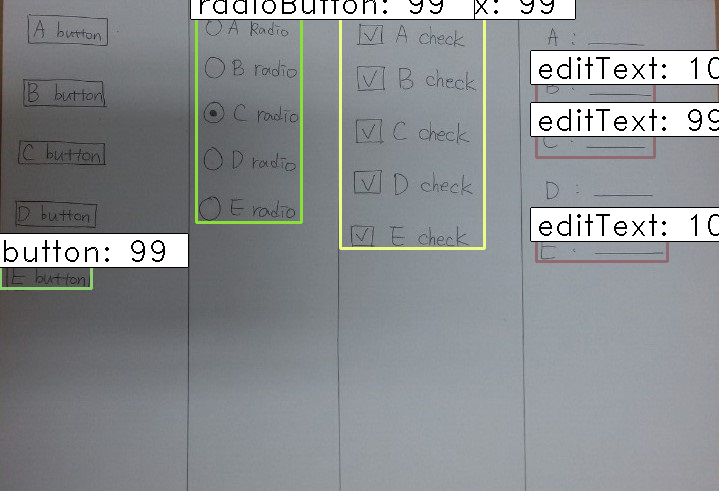 radioButton: 99
x: 99
A button
B button
C button
D button
button: 99
E button
A Radio
B radio
C radio
D radio
E radio
A check
B check
C check
D check
E check
A :
editText: 10
B :
editText: 99
C :
D :
editText: 10
E :